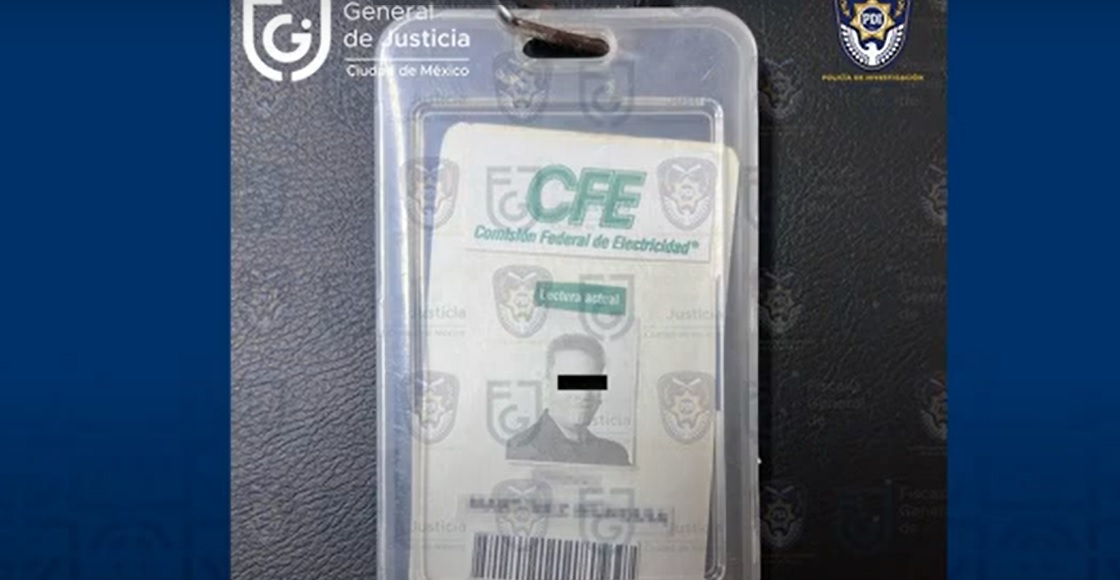 General
de Justicia
Ciudad de México
PDI
POLICÍA DE INVESTIGACIÓN
CFE
Comisión Federal de Electricidad®
Lectura actual